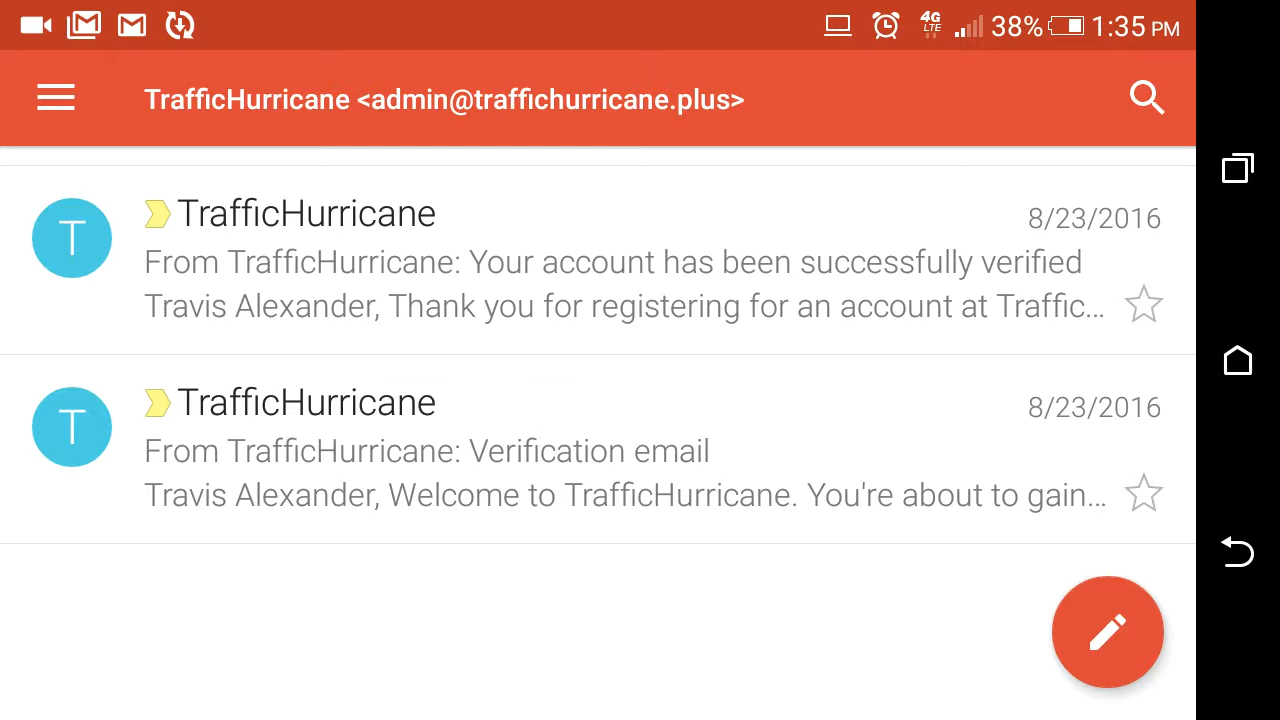 4G LTE 38% 1:35 PM
TrafficHurricane <admin@traffichurricane.plus>
T TrafficHurricane 8/23/2016
From TrafficHurricane: Your account has been successfully verified
Travis Alexander, Thank you for registering for an account at Traffic...
T TrafficHurricane 8/23/2016
From TrafficHurricane: Verification email
Travis Alexander, Welcome to TrafficHurricane. You're about to gain...